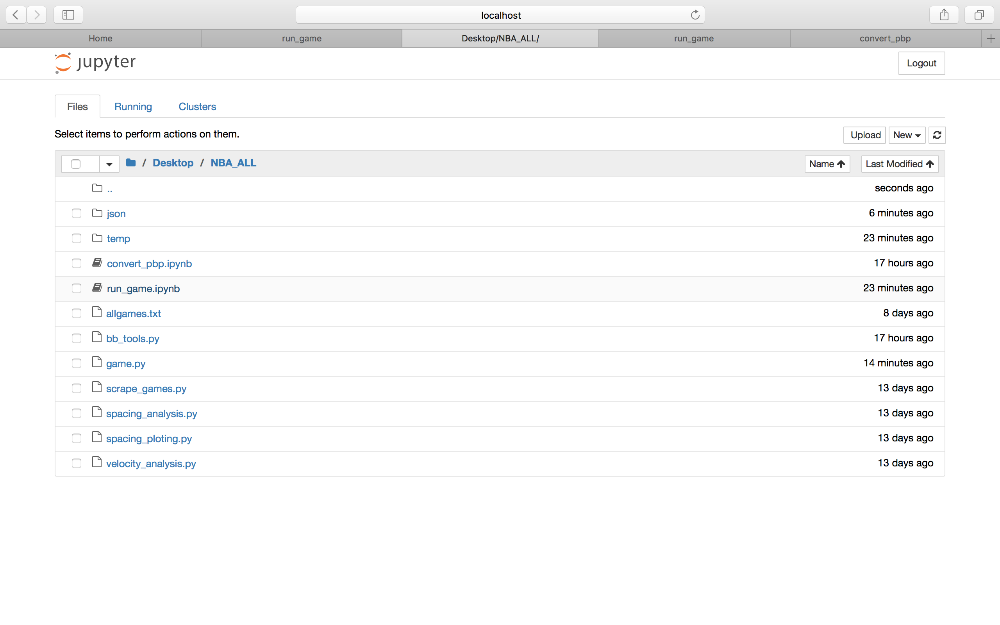 localhost
Home run_game Desktop/NBA_ALL/ run_game convert_pbp
jupyter Logout
Files Running Clusters
Select items to perform actions on them. Upload New
/ Desktop / NBA_ALL Name Last Modified
.. seconds ago
json 6 minutes ago
temp 23 minutes ago
convert_pbp.ipynb 17 hours ago
run_game.ipynb 23 minutes ago
allgames.txt 8 days ago
bb_tools.py 17 hours ago
game.py 14 minutes ago
scrape_games.py 13 days ago
spacing_analysis.py 13 days ago
spacing_ploting.py 13 days ago
velocity_analysis.py 13 days ago